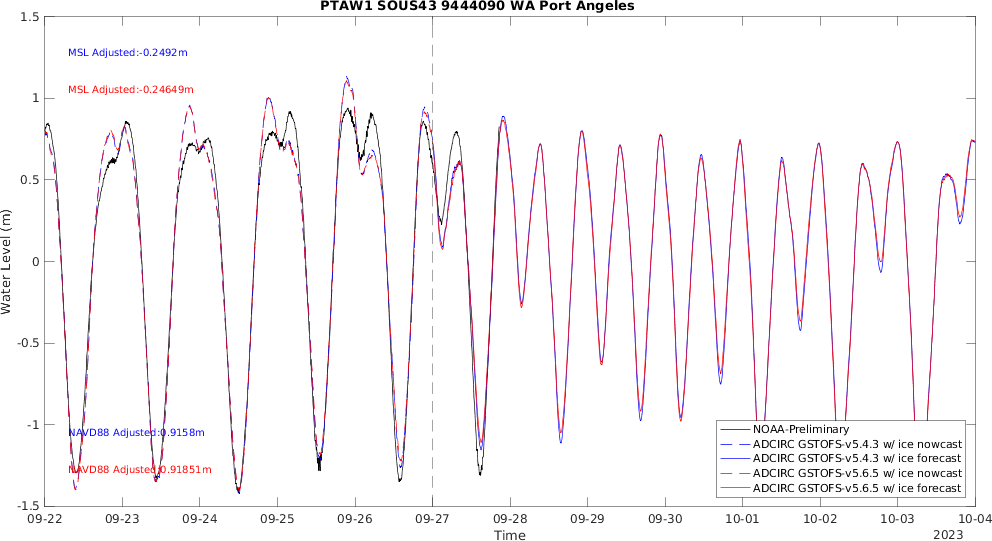 PTAW1 SOUS43 9444090 WA Port Angeles
1.5
MSL Adjusted:-0.2492m
MSL Adjusted:-0.24649m
1
0.5
0
-0.5
-1
-1.5
Water Level (m)
NAVD88 Adjusted:0.9158m
NAVD88 Adjusted:0.91851m
NOAA-Preliminary
ADCIRC GSTOFS-v5.4.3 w/ ice nowcast
ADCIRC GSTOFS-v5.4.3 w/ ice forecast
ADCIRC GSTOFS-v5.6.5 w/ ice nowcast
ADCIRC GSTOFS-v5.6.5 w/ ice forecast
09-22 09-23 09-24 09-25 09-26 09-27 09-28 09-29 09-30 10-01 10-02 10-03 10-04
Time
2023